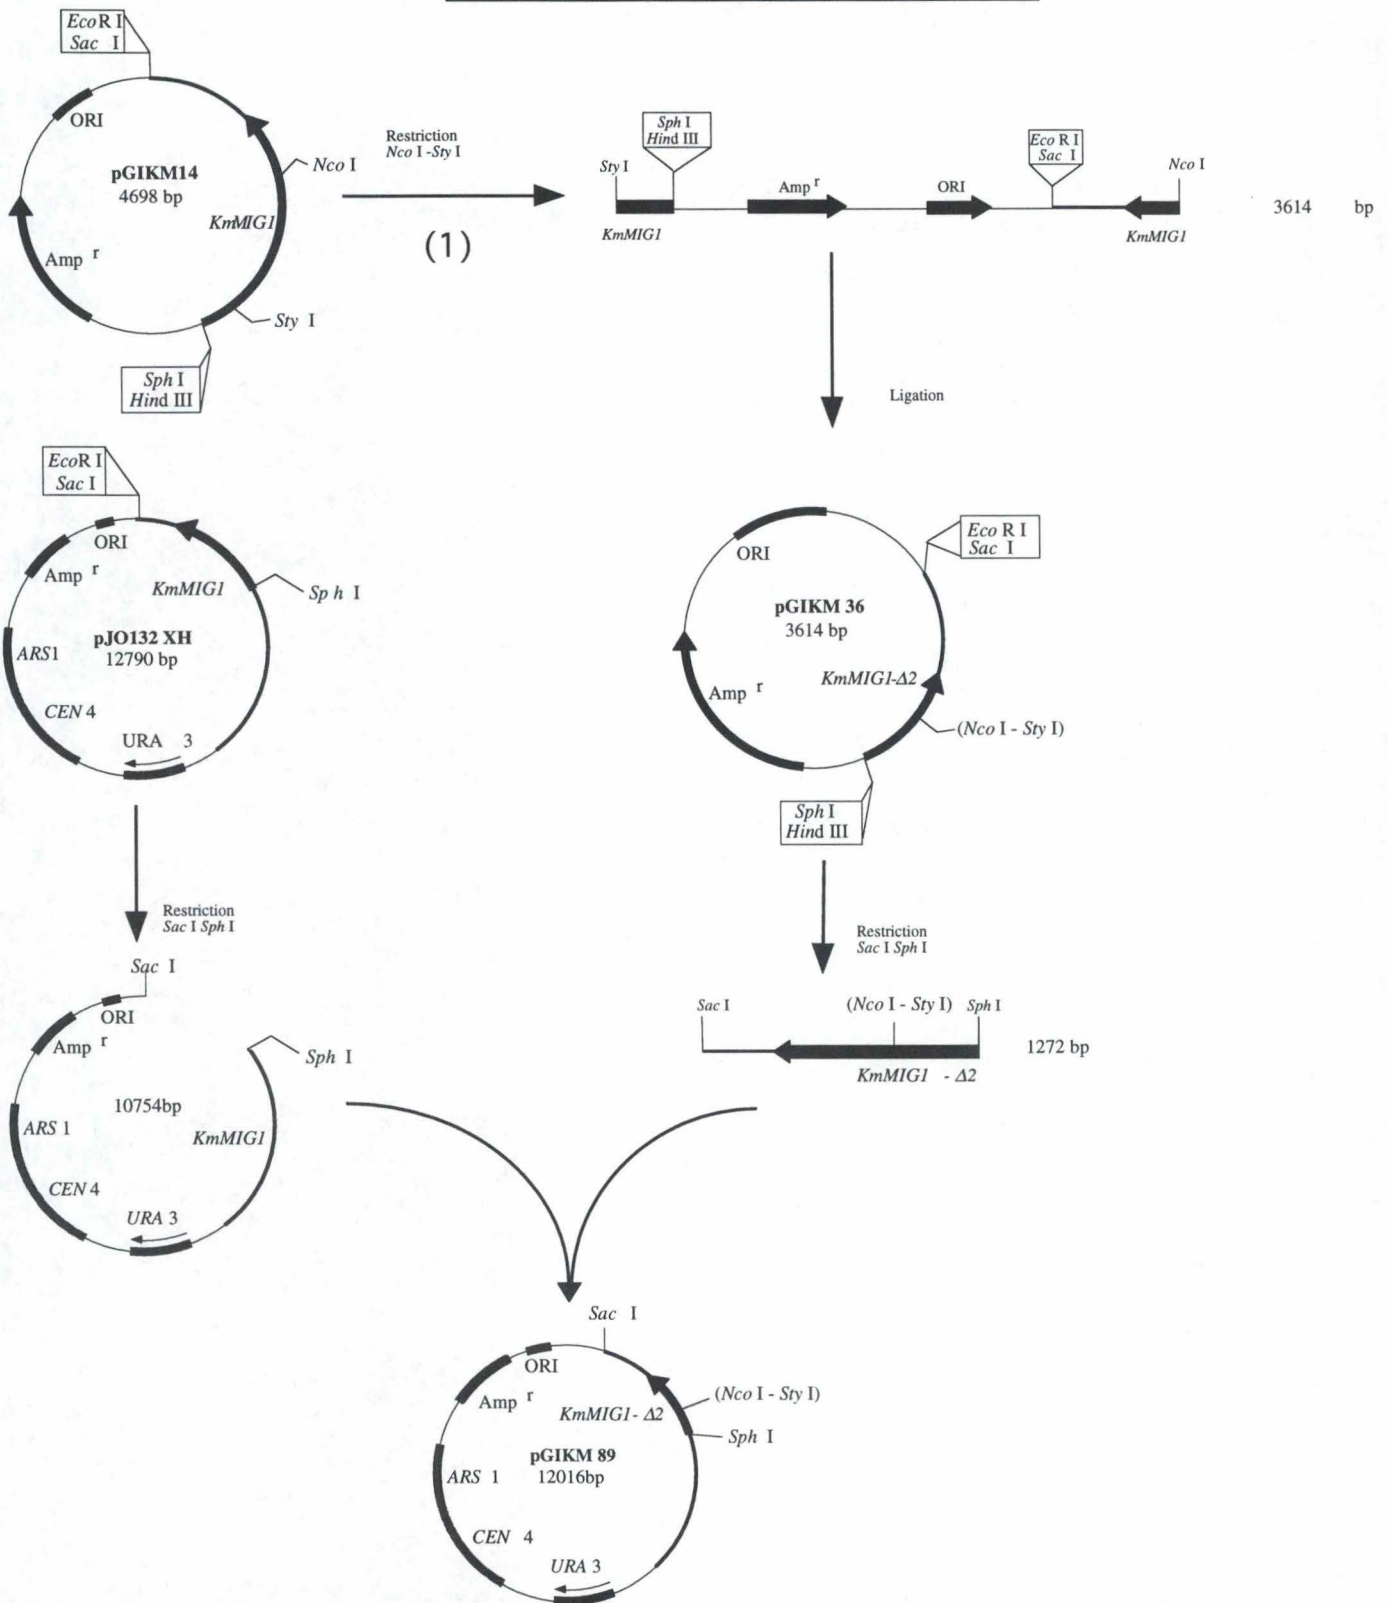 EcoR I
Sac I
ORI
pGIKM14
4698 bp
Nco I
KmMIG1
Amp r
Sty I
Sph I
Hind III
Restriction
Nco I -Sty I
(1)
Sph I
Hind III
Sty I
Amp r
ORI
Eco R I
Sac I
Nco I
KmMIG1
KmMIG1
3614 bp
Ligation
EcoR I
Sac I
ORI
Amp r
KmMIG1
Sp h I
pJO132 XH
12790 bp
ARS1
CEN 4
URA 3
Eco R I
Sac I
ORI
pGIKM 36
3614 bp
KmMIG1-Δ2
Amp r
(Nco I - Sty I)
Sph I
Hind III
Restriction
Sac I Sph I
Restriction
Sac I Sph I
Sac I
ORI
Amp r
Sph I
10754bp
ARS 1
KmMIG1
CEN 4
URA 3
Sac I
(Nco I - Sty I)
Sph I
1272 bp
KmMIG1 - Δ2
Sac I
ORI
Amp r
(Nco I - Sty I)
KmMIG1- Δ2
Sph I
pGIKM 89
12016bp
ARS 1
CEN 4
URA 3